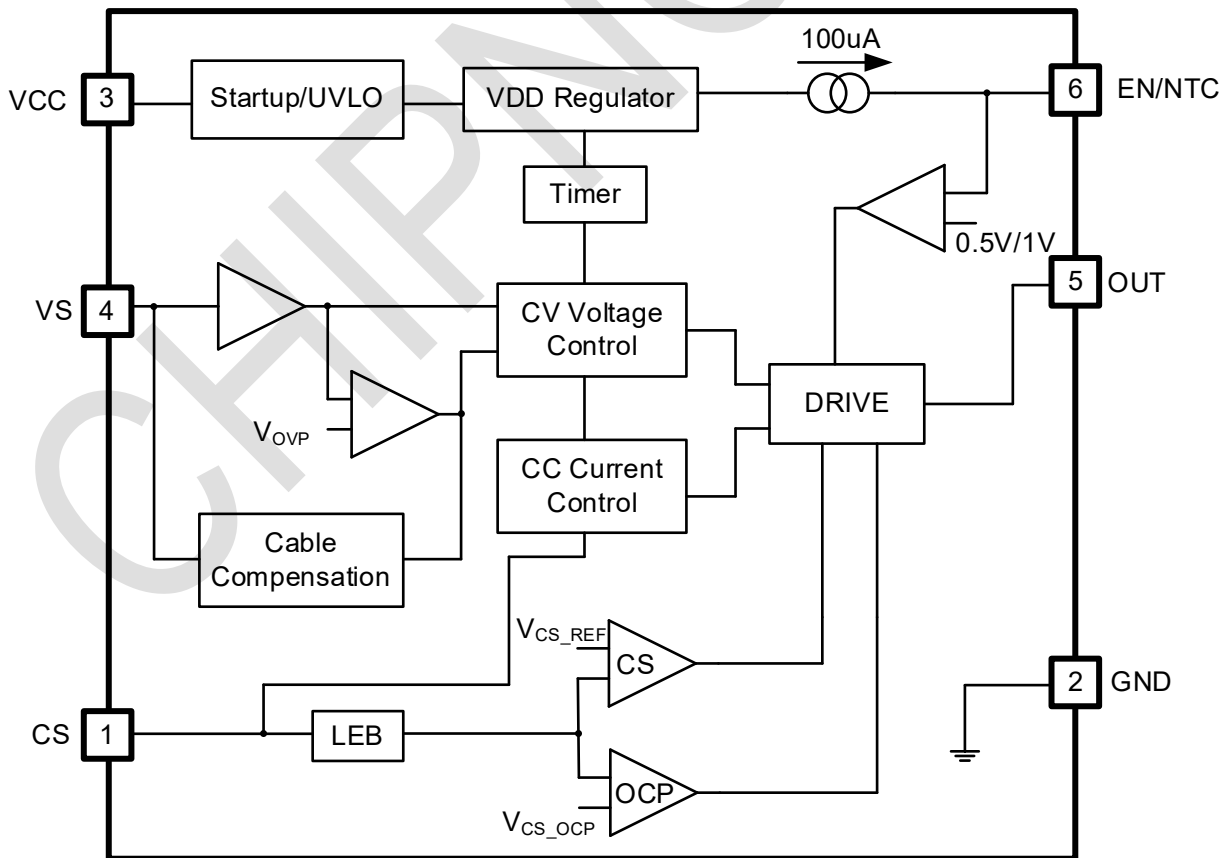 100uA
VCC
3
Startup/UVLO
VDD Regulator
6
EN/NTC
Timer
0.5V/1V
VS
4
CV Voltage
Control
5
OUT
DRIVE
V_OVP
CC Current
Control
Cable
Compensation
V_CS_REF
CS
2
GND
CS
1
LEB
OCP
V_CS_OCP